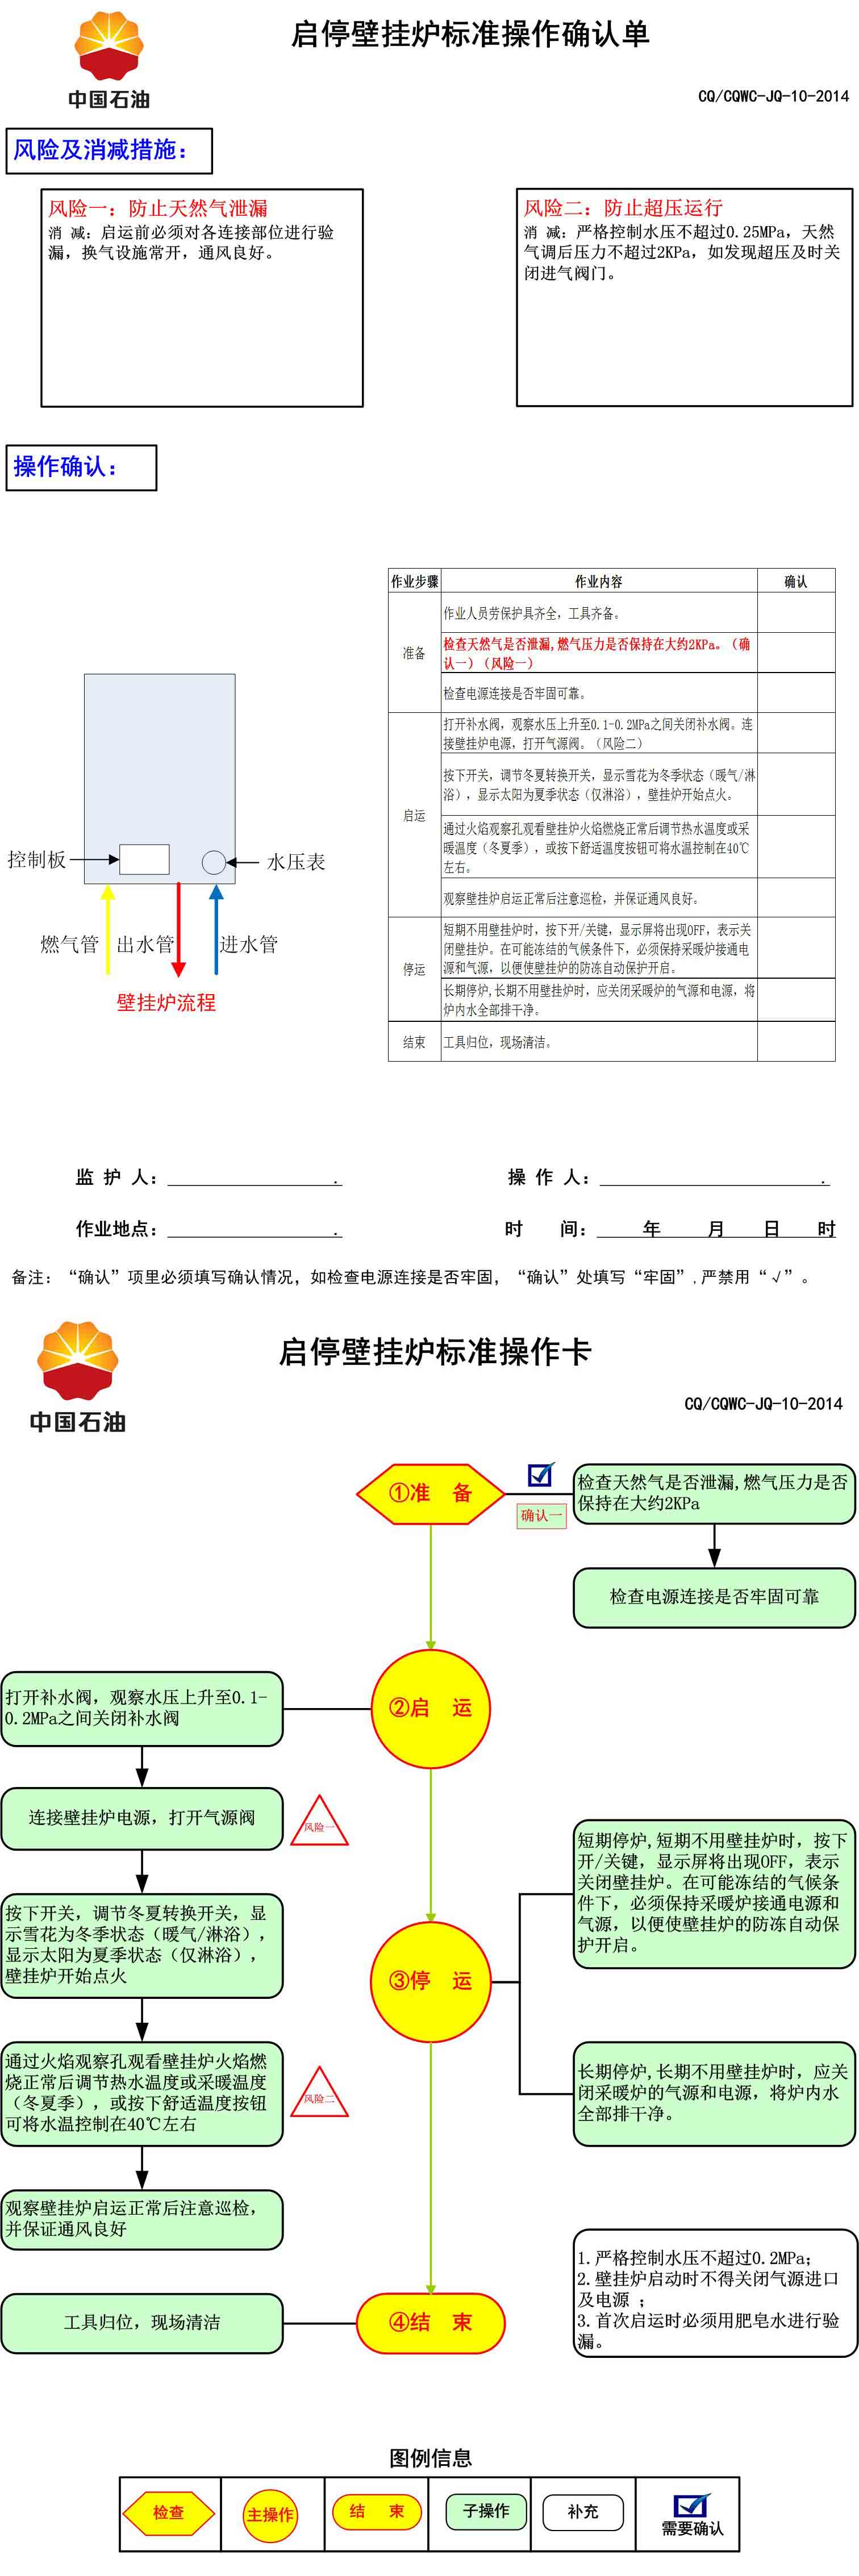 启停壁挂炉标准操作确认单
中国石油
CQ/CQWC-JQ-10-2014
风险及消减措施：
风险一：防止天然气泄漏
消 减：启运前必须对各连接部位进行验
漏，换气设施常开，通风良好。
风险二：防止超压运行
消 减：严格控制水压不超过0.25MPa，天然
气调后压力不超过2KPa，如发现超压及时关
闭进气阀门。
操作确认：
控制板
水压表
燃气管
出水管
进水管
壁挂炉流程
作业步骤 作业内容 确认
准备
作业人员劳保护具齐全，工具齐备。
检查天然气是否泄漏,燃气压力是否保持在大约2KPa。（确
认一）（风险一）
检查电源连接是否牢固可靠。
启运
打开补水阀，观察水压上升至0.1-0.2MPa之间关闭补水阀。连
接壁挂炉电源，打开气源阀。（风险二）
按下开关，调节冬夏转换开关，显示雪花为冬季状态（暖气/淋
浴），显示太阳为夏季状态（仅淋浴），壁挂炉开始点火。
通过火焰观察孔观看壁挂炉火焰燃烧正常后调节热水温度或采
暖温度（冬夏季），或按下舒适温度按钮可将水温控制在40℃
左右。
观察壁挂炉启运正常后注意巡检，并保证通风良好。
停运
短期不用壁挂炉时，按下开/关键，显示屏将出现OFF，表示关
闭壁挂炉。在可能冻结的气候条件下，必须保持采暖炉接通电
源和气源，以便使壁挂炉的防冻自动保护开启。
长期停炉,长期不用壁挂炉时，应关闭采暖炉的气源和电源，将
炉内水全部排干净。
结束
工具归位，现场清洁。
监 护 人：
操 作 人：
作业地点：
时 间： 年 月 日 时
备注：“确认”项里必须填写确认情况，如检查电源连接是否牢固，“确认”处填写“牢固”,严禁用“√”。
启停壁挂炉标准操作卡
中国石油
CQ/CQWC-JQ-10-2014
①准 备
确认一
检查天然气是否泄漏,燃气压力是否
保持在大约2KPa
检查电源连接是否牢固可靠
②启 运
打开补水阀，观察水压上升至0.1-
0.2MPa之间关闭补水阀
连接壁挂炉电源，打开气源阀
风险一
按下开关，调节冬夏转换开关，显
示雪花为冬季状态（暖气/淋浴），
显示太阳为夏季状态（仅淋浴），
壁挂炉开始点火
通过火焰观察孔观看壁挂炉火焰燃
烧正常后调节热水温度或采暖温度
（冬夏季），或按下舒适温度按钮
可将水温控制在40℃左右
风险二
观察壁挂炉启运正常后注意巡检，
并保证通风良好
③停 运
短期停炉,短期不用壁挂炉时，按下
开/关键，显示屏将出现OFF，表示
关闭壁挂炉。在可能冻结的气候条
件下，必须保持采暖炉接通电源和
气源，以便使壁挂炉的防冻自动保
护开启。
长期停炉,长期不用壁挂炉时，应关
闭采暖炉的气源和电源，将炉内水
全部排干净。
④结 束
工具归位，现场清洁
1.严格控制水压不超过0.2MPa；
2.壁挂炉启动时不得关闭气源进口
及电源 ；
3.首次启运时必须用肥皂水进行验
漏。
图例信息
检查
主操作
结 束
子操作
补充
需要确认